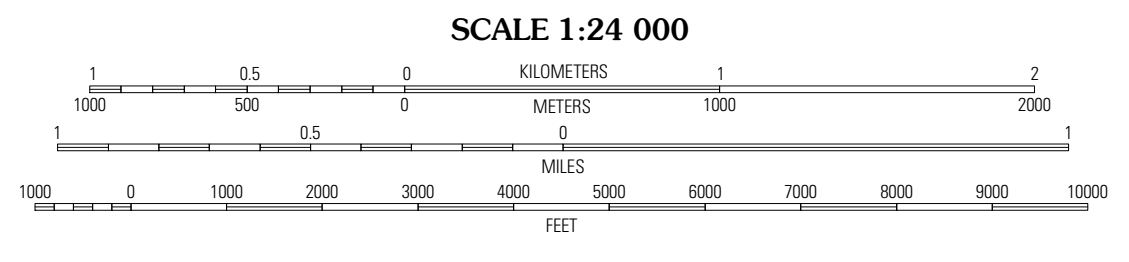 SCALE 1:24 000
1 0.5 0 KILOMETERS 1 2
1000 500 0 METERS 1000 2000
1 0.5 0 1
MILES
1000 0 1000 2000 3000 4000 5000 6000 7000 8000 9000 10000
FEET